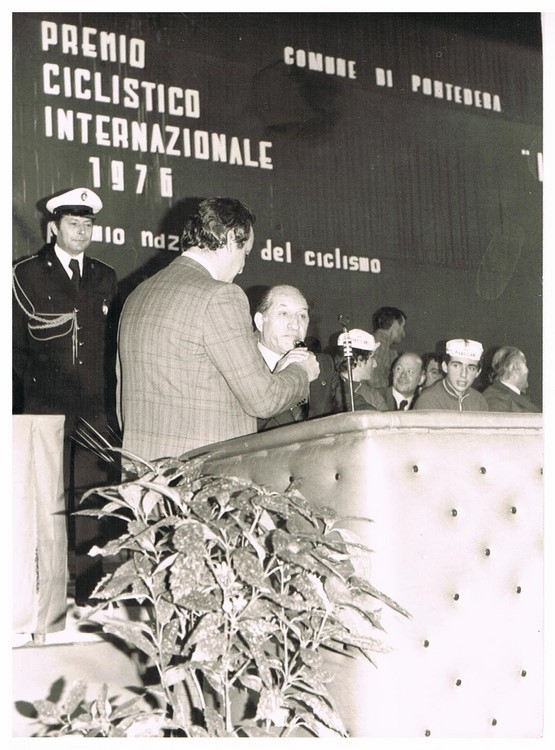 PREMIO
CICLISTICO
INTERNAZIONALE
1976
COMUNE DI PONTEDERA
del ciclismo